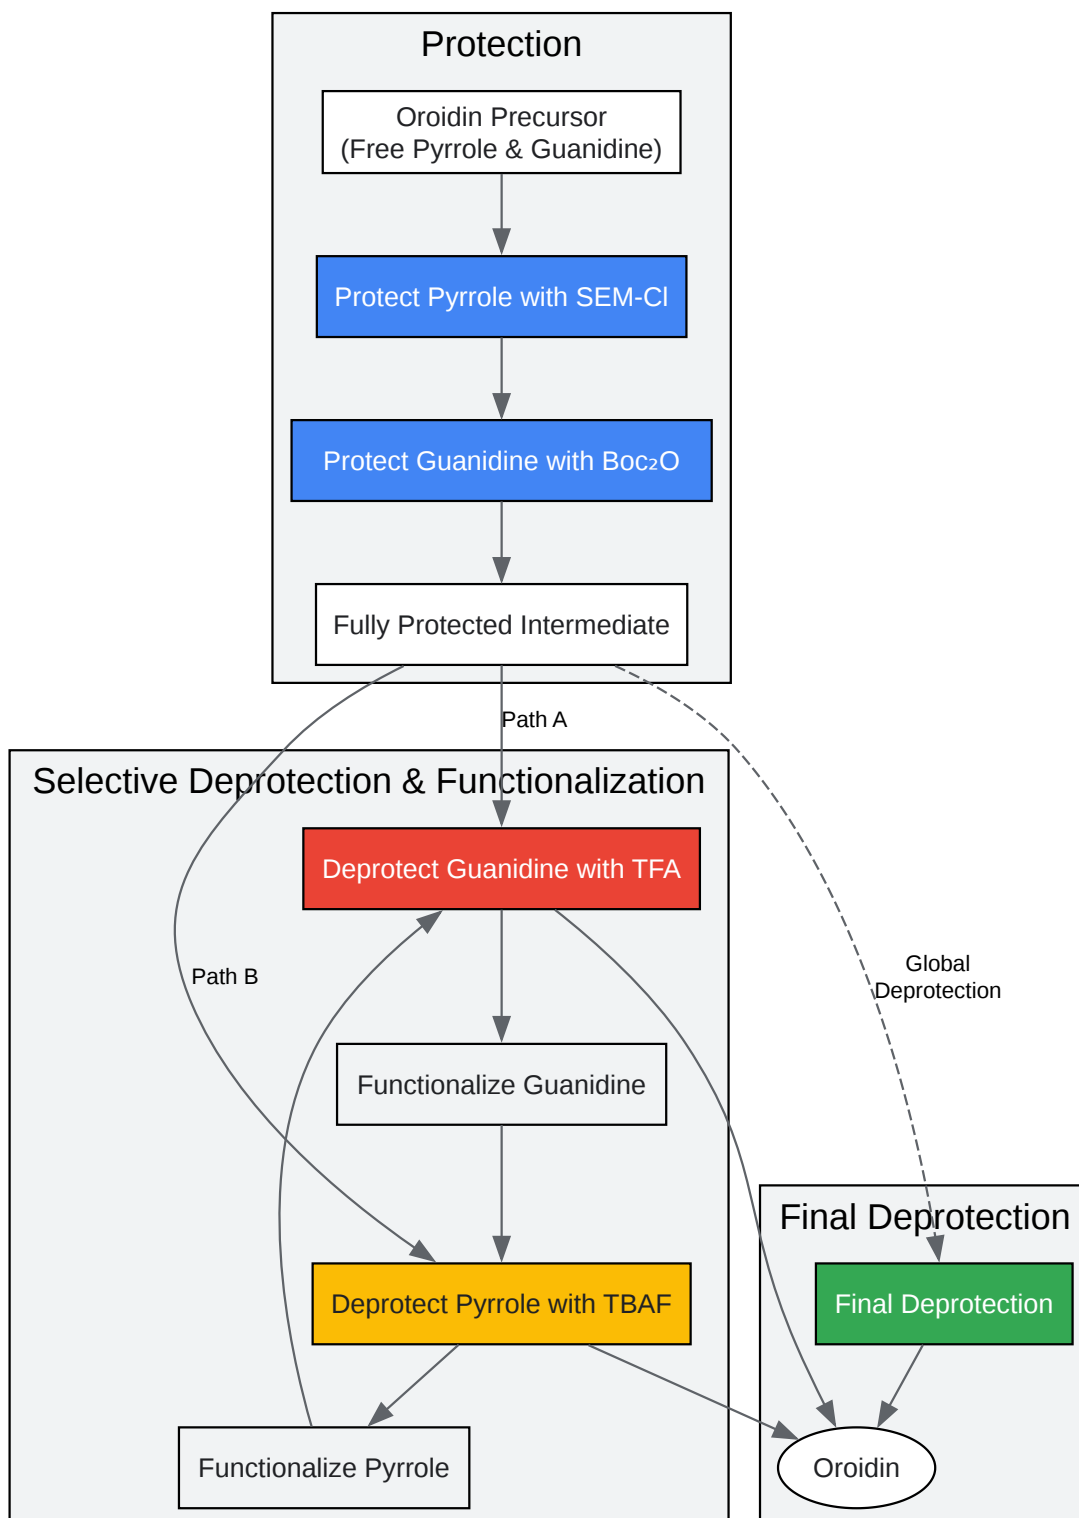 Protection
Oroidin Precursor
(Free Pyrrole & Guanidine)
Protect Pyrrole with SEM-Cl
Protect Guanidine with Boc₂O
Fully Protected Intermediate
Path A
Selective Deprotection & Functionalization
Deprotect Guanidine with TFA
Path B
Global
Deprotection
Functionalize Guanidine
Final Deprotection
Deprotect Pyrrole with TBAF
Final Deprotection
Functionalize Pyrrole
Oroidin